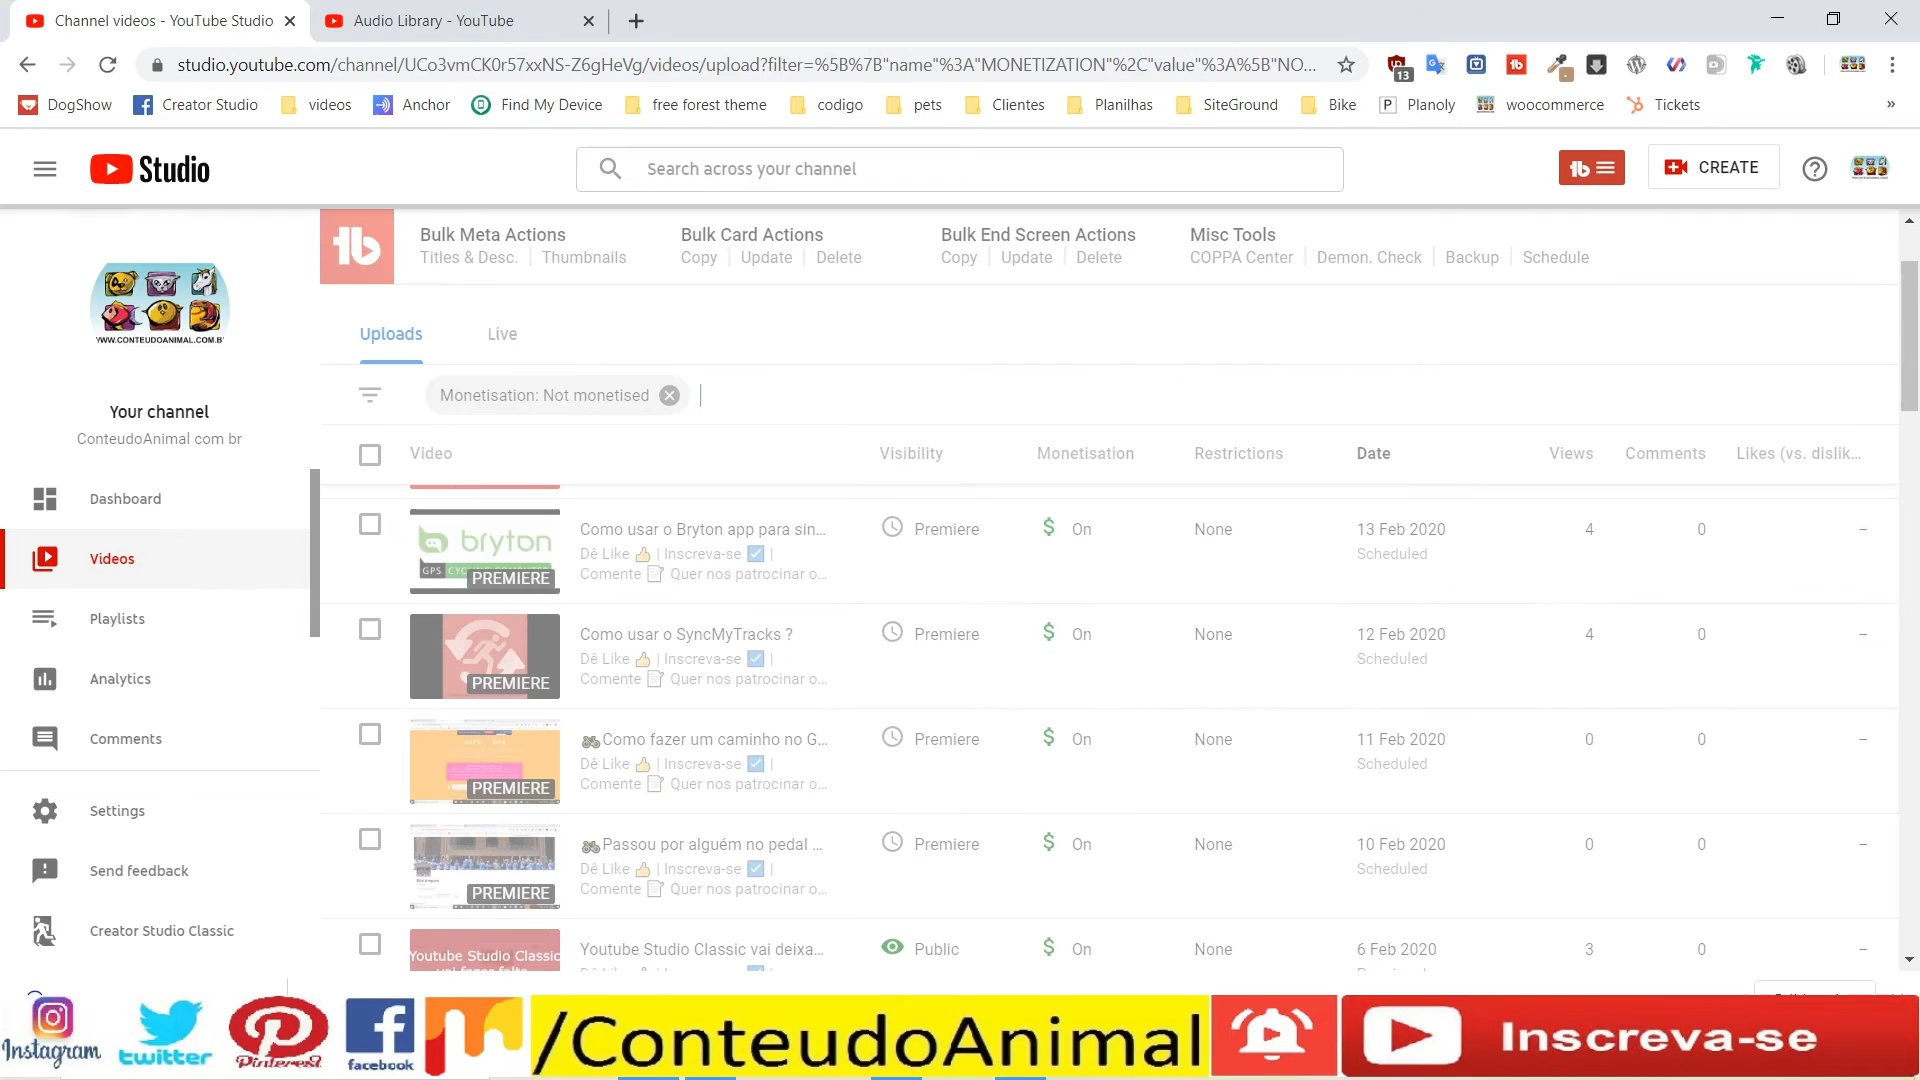 Channel videos - YouTube Studio
Audio Library - YouTube
studio.youtube.com/channel/UCo3vmCK0r57xxNS-Z6gHeVg/videos/upload?filter=%5B%7B"name"%3A"MONETIZATION"%2C"value"%3A%5B"NO...
13
DogShow Creator Studio videos Anchor Find My Device free forest theme codigo pets Clientes Planilhas SiteGround Bike Planoly woocommerce Tickets »
Studio
Search across your channel
CREATE
Bulk Meta Actions Bulk Card Actions Bulk End Screen Actions Misc Tools
Titles & Desc. Thumbnails Copy Update Delete Copy Update Delete COPPA Center Demon. Check Backup Schedule
WWW.CONTEUDOANIMAL.COM.B
Your channel
ConteudoAnimal com br
Dashboard
Videos
Playlists
Analytics
Comments
Settings
Send feedback
Creator Studio Classic
Uploads Live
Monetisation: Not monetised
Video Visibility Monetisation Restrictions Date Views Comments Likes (vs. dislik...
bryton
GPS
PREMIERE
Como usar o Bryton app para sin... Premiere $ On None 13 Feb 2020 4 0 –
Dê Like 👍 | Inscreva-se ☑️ | Scheduled
Comente 📝 Quer nos patrocinar o...
PREMIERE
Como usar o SyncMyTracks ? Premiere $ On None 12 Feb 2020 4 0 –
Dê Like 👍 | Inscreva-se ☑️ | Scheduled
Comente 📝 Quer nos patrocinar o...
PREMIERE
🚲Como fazer um caminho no G... Premiere $ On None 11 Feb 2020 0 0 –
Dê Like 👍 | Inscreva-se ☑️ | Scheduled
Comente 📝 Quer nos patrocinar o...
PREMIERE
🚲Passou por alguém no pedal ... Premiere $ On None 10 Feb 2020 0 0 –
Dê Like 👍 | Inscreva-se ☑️ | Scheduled
Comente 📝 Quer nos patrocinar o...
Youtube Studio Classic
Youtube Studio Classic vai deixa... Public $ On None 6 Feb 2020 3 0 –
Instagram twitter Pinterest facebook /ConteudoAnimal Inscreva-se